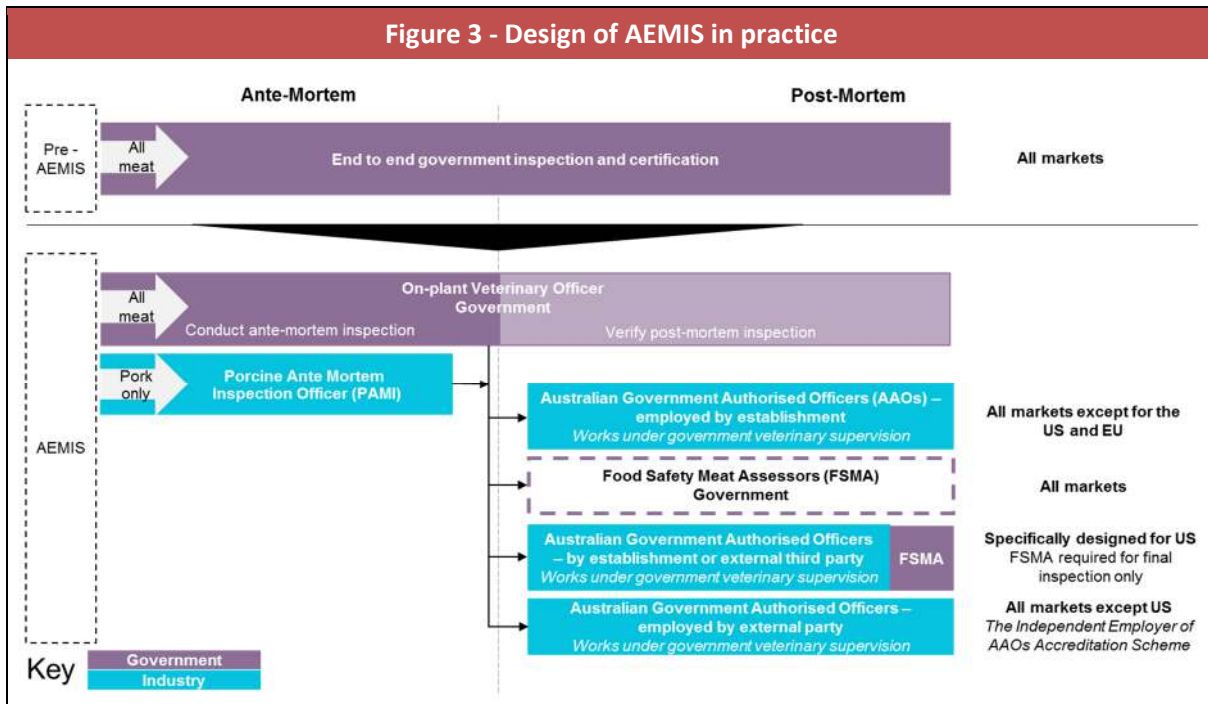 Figure 3 - Design of AEMIS in practice
Ante-Mortem
Post-Mortem
Pre -
AEMIS
All
meat
End to end government inspection and certification
All markets
AEMIS
All
meat
On-plant Veterinary Officer
Government
Conduct ante-mortem inspection
Verify post-mortem inspection
Pork
only
Porcine Ante Mortem
Inspection Officer (PAMI)
Australian Government Authorised Officers (AAOs) –
employed by establishment
Works under government veterinary supervision
All markets except for the
US and EU
Food Safety Meat Assessors (FSMA)
Government
All markets
Australian Government Authorised Officers
– by establishment or external third party
Works under government veterinary supervision
FSMA
Specifically designed for US
FSMA required for final
inspection only
Australian Government Authorised Officers –
employed by external party
Works under government veterinary supervision
All markets except US
The Independent Employer of
AAOs Accreditation Scheme
Key
Government
Industry